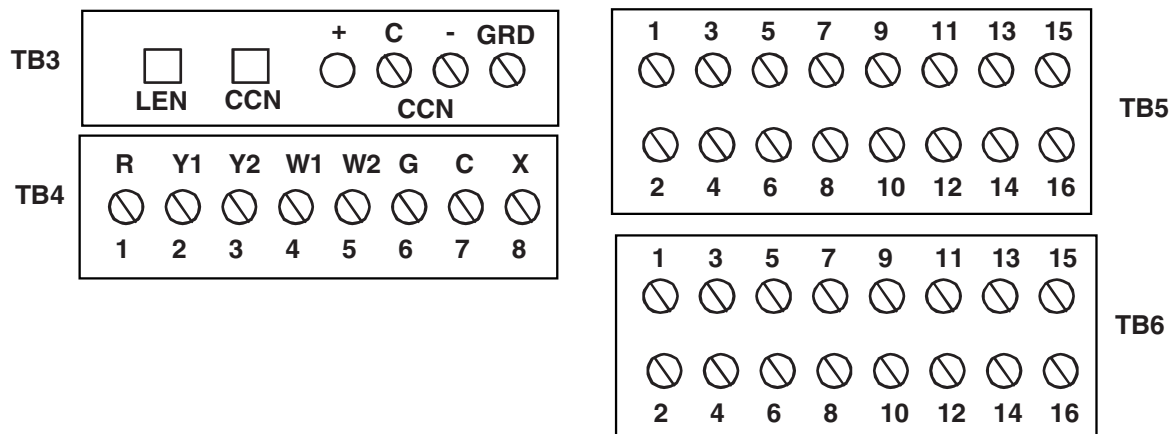 TB3
+ C - GRD
LEN CCN CCN
TB4
R Y1 Y2 W1 W2 G C X
1 2 3 4 5 6 7 8
1 3 5 7 9 11 13 15
TB5
2 4 6 8 10 12 14 16
1 3 5 7 9 11 13 15
TB6
2 4 6 8 10 12 14 16